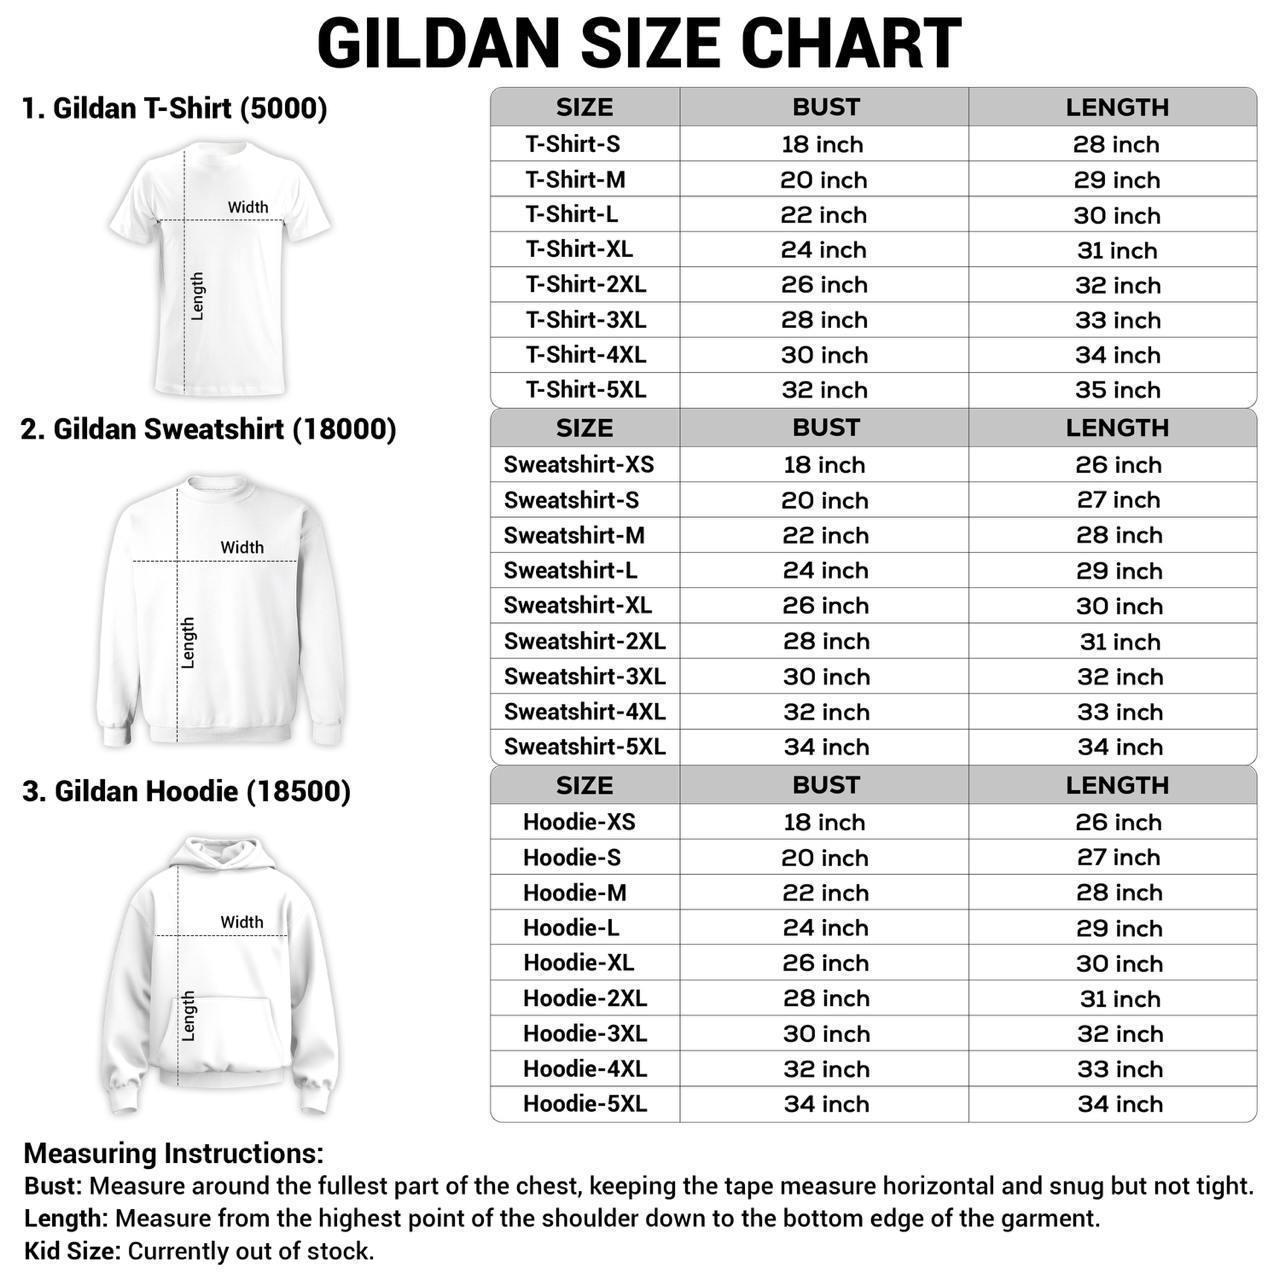 GILDAN SIZE CHART
1. Gildan T-Shirt (5000)
Width
Length
SIZE BUST LENGTH
T-Shirt-S 18 inch 28 inch
T-Shirt-M 20 inch 29 inch
T-Shirt-L 22 inch 30 inch
T-Shirt-XL 24 inch 31 inch
T-Shirt-2XL 26 inch 32 inch
T-Shirt-3XL 28 inch 33 inch
T-Shirt-4XL 30 inch 34 inch
T-Shirt-5XL 32 inch 35 inch
2. Gildan Sweatshirt (18000)
Width
Length
SIZE BUST LENGTH
Sweatshirt-XS 18 inch 26 inch
Sweatshirt-S 20 inch 27 inch
Sweatshirt-M 22 inch 28 inch
Sweatshirt-L 24 inch 29 inch
Sweatshirt-XL 26 inch 30 inch
Sweatshirt-2XL 28 inch 31 inch
Sweatshirt-3XL 30 inch 32 inch
Sweatshirt-4XL 32 inch 33 inch
Sweatshirt-5XL 34 inch 34 inch
3. Gildan Hoodie (18500)
Width
Length
SIZE BUST LENGTH
Hoodie-XS 18 inch 26 inch
Hoodie-S 20 inch 27 inch
Hoodie-M 22 inch 28 inch
Hoodie-L 24 inch 29 inch
Hoodie-XL 26 inch 30 inch
Hoodie-2XL 28 inch 31 inch
Hoodie-3XL 30 inch 32 inch
Hoodie-4XL 32 inch 33 inch
Hoodie-5XL 34 inch 34 inch
Measuring Instructions:
Bust: Measure around the fullest part of the chest, keeping the tape measure horizontal and snug but not tight.
Length: Measure from the highest point of the shoulder down to the bottom edge of the garment.
Kid Size: Currently out of stock.